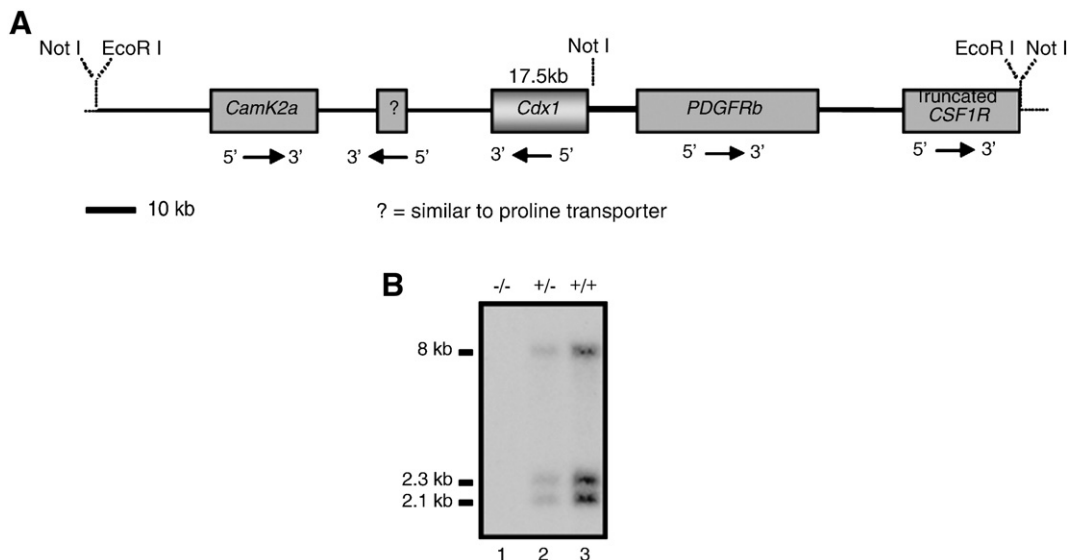 A
Not I EcoR I
Not I
EcoR I Not I
17.5kb
CamK2a
?
Cdx1
PDGFRb
Truncated
CSF1R
5' 3'
3' 5'
3' 5'
5' 3'
5' 3'
10 kb
? = similar to proline transporter
B
-/- +/- +/+
8 kb
2.3 kb
2.1 kb
1 2 3